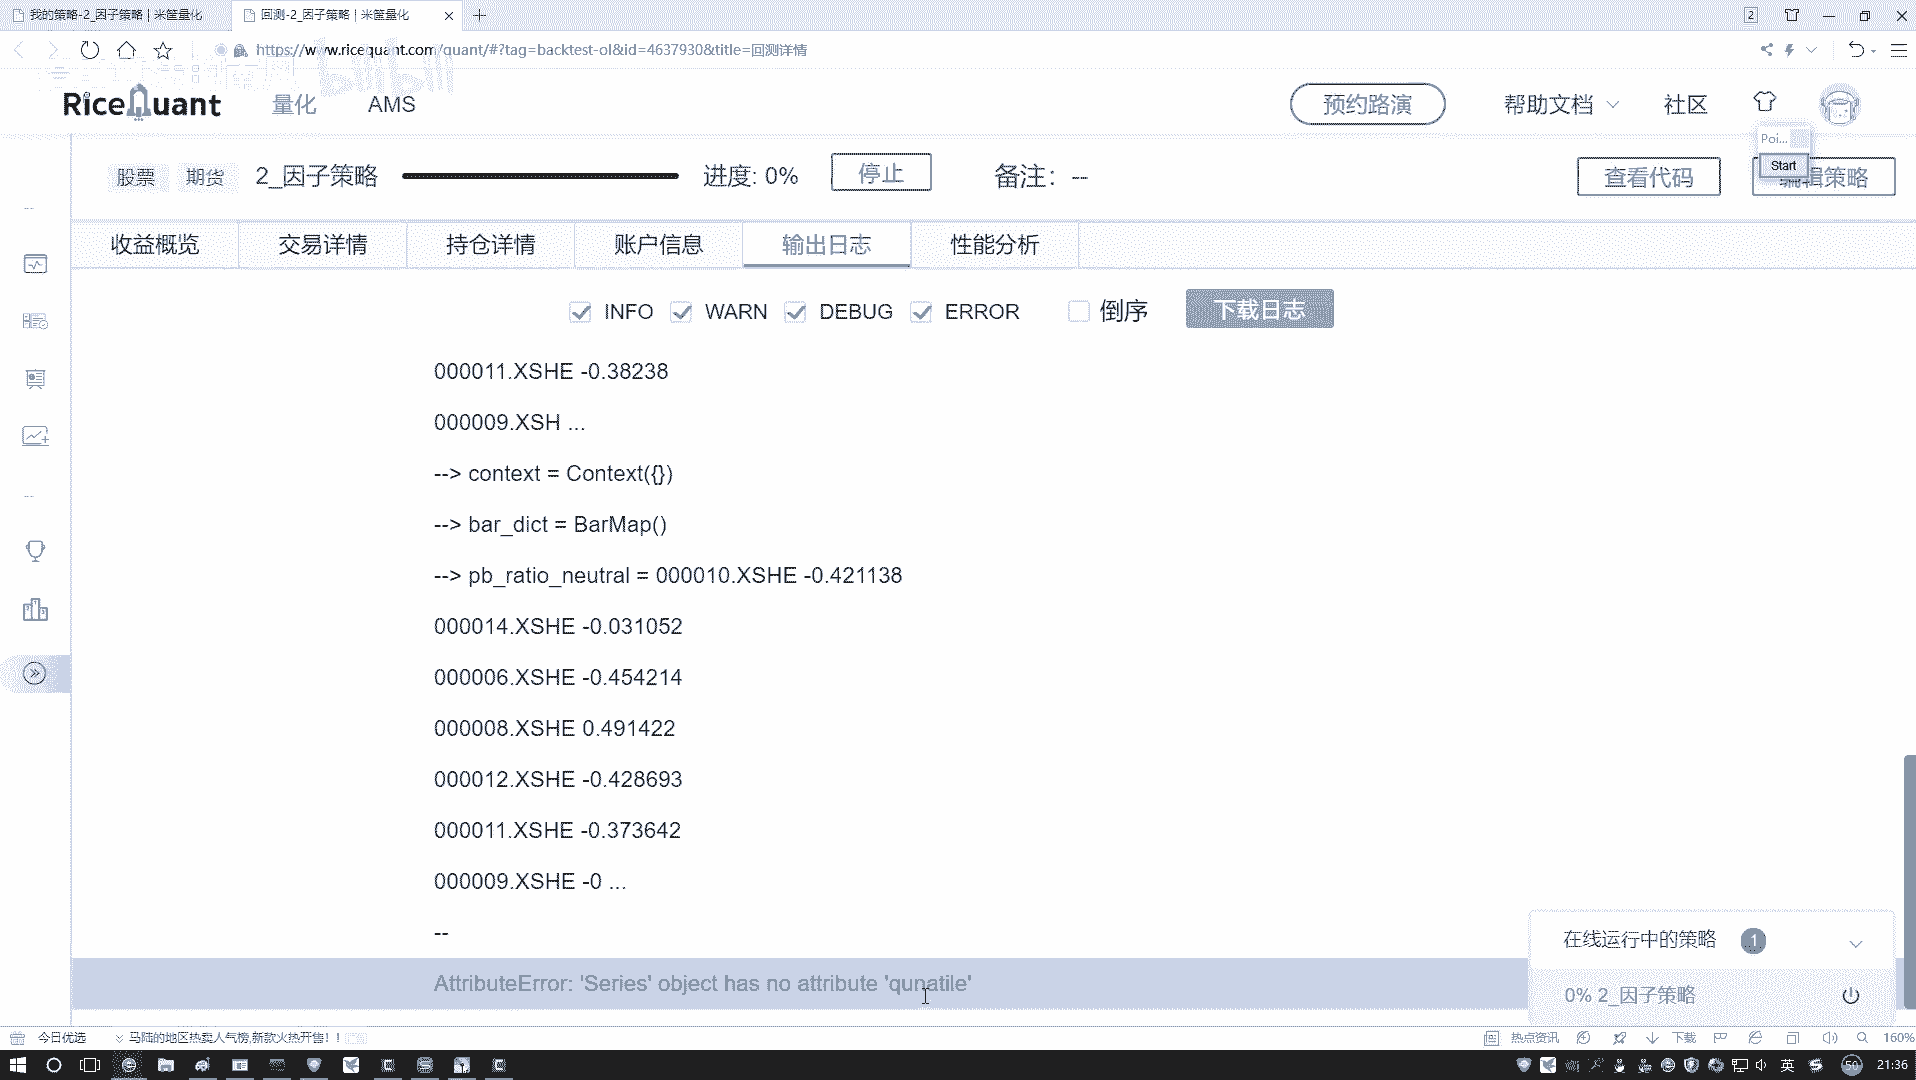 我的策略-2_因子策略 | 米筐量化
回测-2_因子策略 | 米筐量化
2
https://www.ricequant.com/quant/#?tag=backtest-ol&id=4637930&title=回测详情
bilibili
RiceQuant
量化
AMS
预约路演
帮助文档
社区
Poi...
Start
股票
期货
2_因子策略
进度: 0%
停止
备注: --
查看代码
编辑策略
收益概览
交易详情
持仓详情
账户信息
输出日志
性能分析
INFO
WARN
DEBUG
ERROR
倒序
下载日志
000011.XSHE -0.38238
000009.XSH ...
--> context = Context({})
--> bar_dict = BarMap()
--> pb_ratio_neutral = 000010.XSHE -0.421138
000014.XSHE -0.031052
000006.XSHE -0.454214
000008.XSHE 0.491422
000012.XSHE -0.428693
000011.XSHE -0.373642
000009.XSHE -0 ...
--
AttributeError: 'Series' object has no attribute 'qunatile'
在线运行中的策略
1
0% 2_因子策略
今日优选
马陆的地区热卖人气榜,新款火热开售！！
热点资讯
下载
160%
英
50
21:36